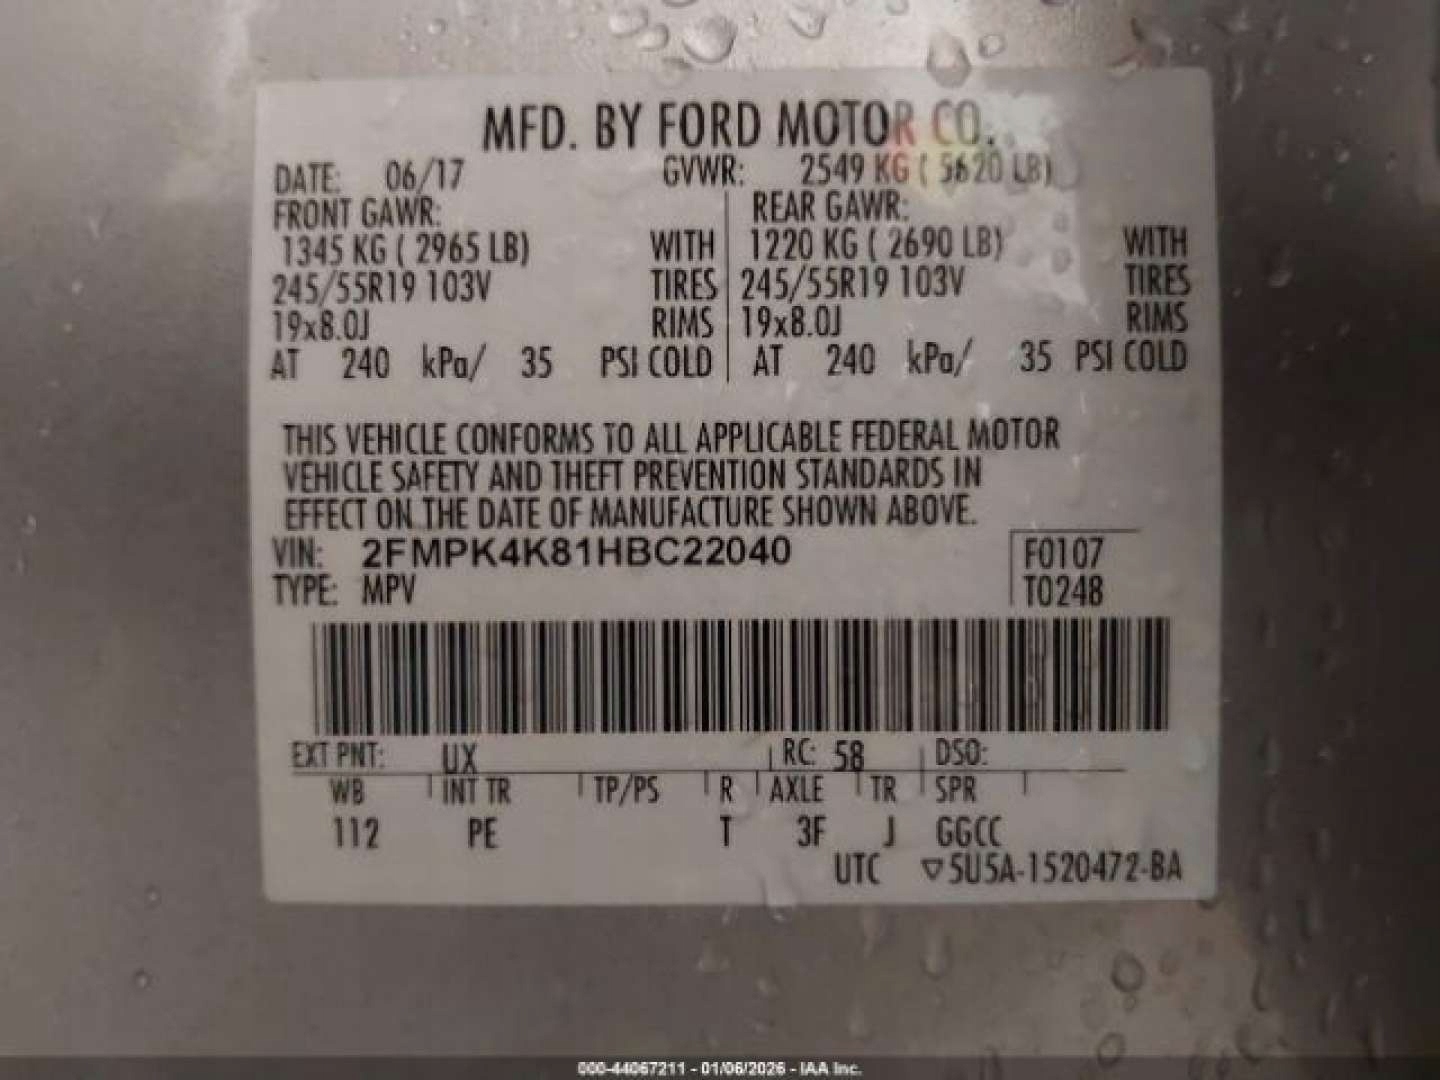 MFD. BY FORD MOTOR CO.
DATE: 06/17 GVWR: 2549 KG ( 5620 LB)
FRONT GAWR: REAR GAWR:
1345 KG ( 2965 LB) WITH 1220 KG ( 2690 LB) WITH
245/55R19 103V TIRES 245/55R19 103V TIRES
19x8.0J RIMS 19x8.0J RIMS
AT 240 kPa/ 35 PSI COLD AT 240 kPa/ 35 PSI COLD
THIS VEHICLE CONFORMS TO ALL APPLICABLE FEDERAL MOTOR
VEHICLE SAFETY AND THEFT PREVENTION STANDARDS IN
EFFECT ON THE DATE OF MANUFACTURE SHOWN ABOVE.
VIN: 2FMPK4K81HBC22040 F0107
TYPE: MPV T0248
EXT PNT: UX RC: 58 DSO:
WB INT TR TP/PS R AXLE TR SPR
112 PE T 3F J GGCC
UTC ▽5U5A-1520472-BA
000-44067211 - 01/06/2026 - IAA Inc.